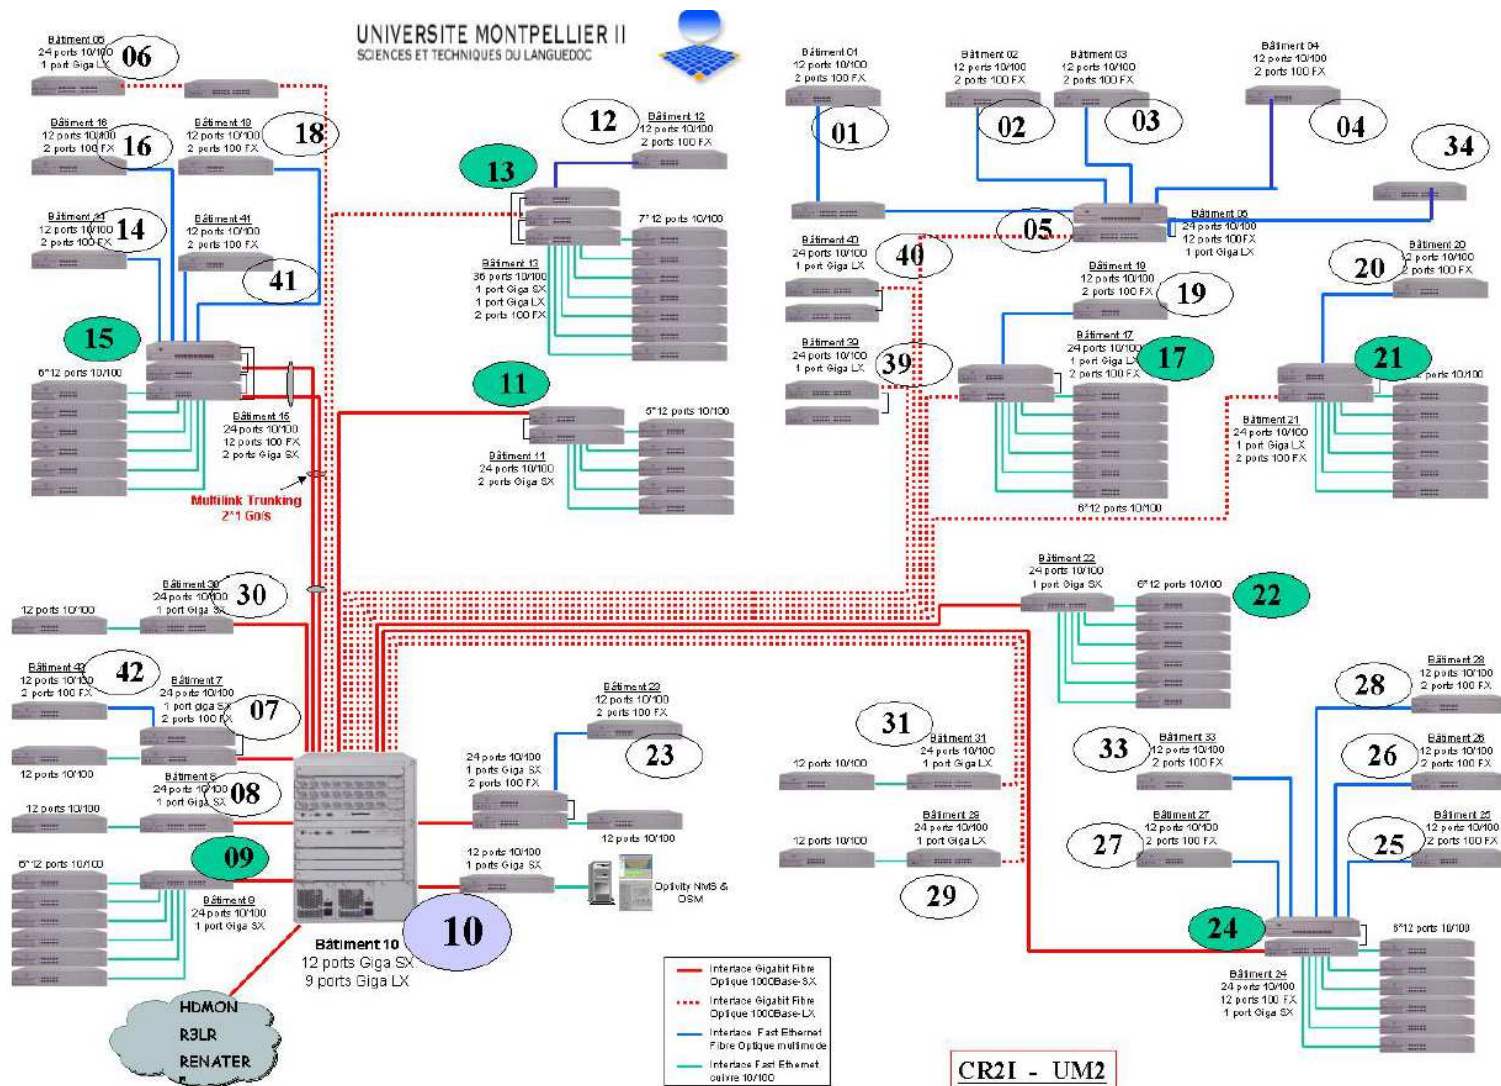 UNIVERSITE MONTPELLIER II
SCIENCES ET TECHNIQUES DU LANGUEDOC
24 ports 10/100
1 port Giga LX
06
Bâtiment 16
12 ports 10/100
2 ports 100 FX
16
12 ports 10/100
2 ports 100 FX
18
12 ports 10/100
2 ports 100 FX
14
Bâtiment 41
12 ports 10/100
2 ports 100 FX
41
15
6*12 ports 10/100
Bâtiment 15
24 ports 10/100
12 ports 100 FX
2 ports Giga SX
Multilink Trunking
2*1 Go/s
12
Bâtiment 12
12 ports 10/100
2 ports 100 FX
13
7*12 ports 10/100
Bâtiment 13
36 ports 10/100
1 port Giga SX
1 port Giga LX
2 ports 100 FX
11
5*12 ports 10/100
Bâtiment 11
24 ports 10/100
2 ports Giga SX
Bâtiment 01
12 ports 10/100
2 ports 100 FX
01
Bâtiment 02
12 ports 10/100
2 ports 100 FX
02
Bâtiment 03
12 ports 10/100
2 ports 100 FX
03
Bâtiment 04
12 ports 10/100
2 ports 100 FX
04
34
05
Bâtiment 05
24 ports 10/100
12 ports 100FX
1 port Giga LX
Bâtiment 40
24 ports 10/100
1 port Giga LX
40
Bâtiment 39
24 ports 10/100
1 port Giga LX
39
Bâtiment 19
12 ports 10/100
2 ports 100 FX
19
Bâtiment 17
24 ports 10/100
1 port Giga LX
2 ports 100 FX
17
6*12 ports 10/100
Bâtiment 20
12 ports 10/100
2 ports 100 FX
20
21
12 ports 10/100
Bâtiment 21
24 ports 10/100
1 port Giga LX
2 ports 100 FX
Bâtiment 30
24 ports 10/100
1 port Giga SX
30
12 ports 10/100
12 ports 10/100
2 ports 100 FX
42
Bâtiment 7
24 ports 10/100
1 port giga SX
2 ports 100 FX
07
12 ports 10/100
Bâtiment 8
24 ports 10/100
1 port Giga SX
08
12 ports 10/100
09
6*12 ports 10/100
Bâtiment 9
24 ports 10/100
1 port Giga SX
Bâtiment 10
12 ports Giga SX
9 ports Giga LX
10
HDMON
R3LR
RENATER
Bâtiment 23
12 ports 10/100
2 ports 100 FX
23
24 ports 10/100
1 ports Giga SX
2 ports 100 FX
12 ports 10/100
12 ports 10/100
1 ports Giga SX
Optivity NMS &
OSM
Bâtiment 22
24 ports 10/100
1 port Giga SX
6*12 ports 10/100
22
31
Bâtiment 31
24 ports 10/100
1 port Giga LX
12 ports 10/100
Bâtiment 29
24 ports 10/100
1 port Giga LX
12 ports 10/100
29
Bâtiment 28
12 ports 10/100
2 ports 100 FX
28
33
Bâtiment 33
12 ports 10/100
2 ports 100 FX
Bâtiment 26
12 ports 10/100
2 ports 100 FX
26
27
Bâtiment 27
12 ports 10/100
2 ports 100 FX
25
Bâtiment 25
12 ports 10/100
2 ports 100 FX
24
6*12 ports 10/100
Bâtiment 24
24 ports 10/100
12 ports 100 FX
1 port Giga SX
Interface Gigabit Fibre
Optique 1000Base-SX
Interface Gigabit Fibre
Optique 1000Base-LX
Interface Fast Ethernet
Fibre Optique multimode
Interface Fast Ethernet
cuivre 10/100
CR2I - UM2